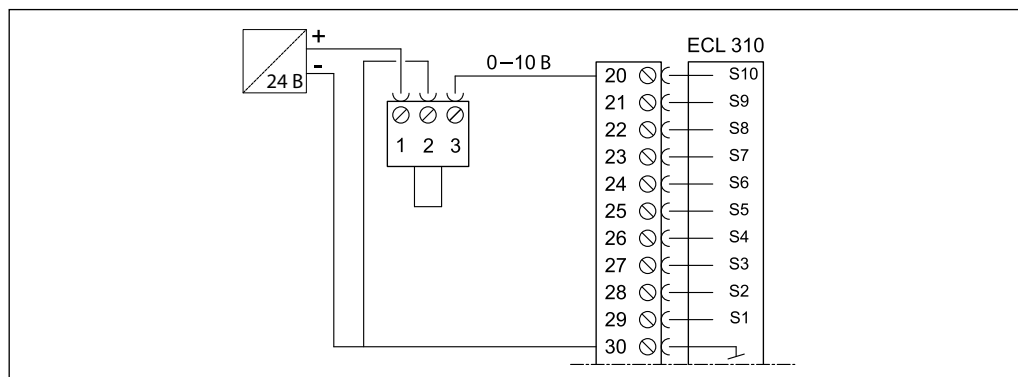 +
-
24 В
0–10 В
ECL 310
1 2 3
20 S10
21 S9
22 S8
23 S7
24 S6
25 S5
26 S4
27 S3
28 S2
29 S1
30